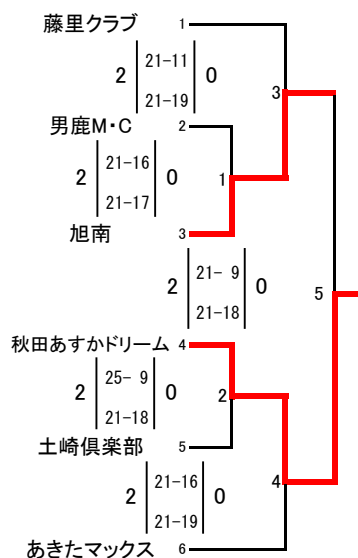 藤里クラブ 1
2 21-11 0
21-19
3
男鹿M・C 2
2 21-16 0
21-17
1
旭南 3
2 21- 9 0
21-18
5
秋田あすかドリーム 4
2 25- 9 0
21-18
2
土崎倶楽部 5
2 21-16 0
21-19
4
あきたマックス 6